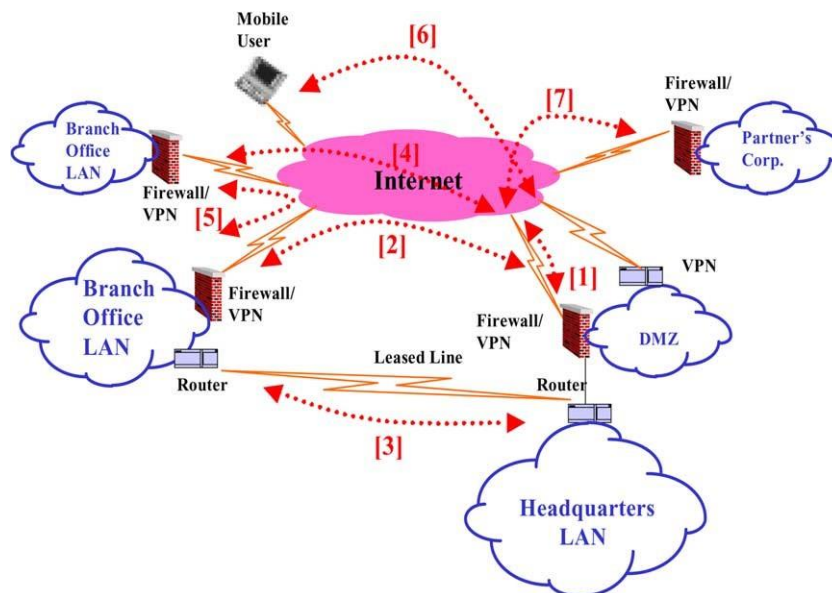 Mobile
User
[6]
[7]
Firewall/
VPN
Branch
Office
LAN
Partner's
Corp.
[4]
Internet
Firewall/
VPN
[5]
[2]
[1]
VPN
Branch
Office
LAN
Firewall/
VPN
Firewall/
VPN
DMZ
Leased Line
Router
Router
[3]
Headquarters
LAN